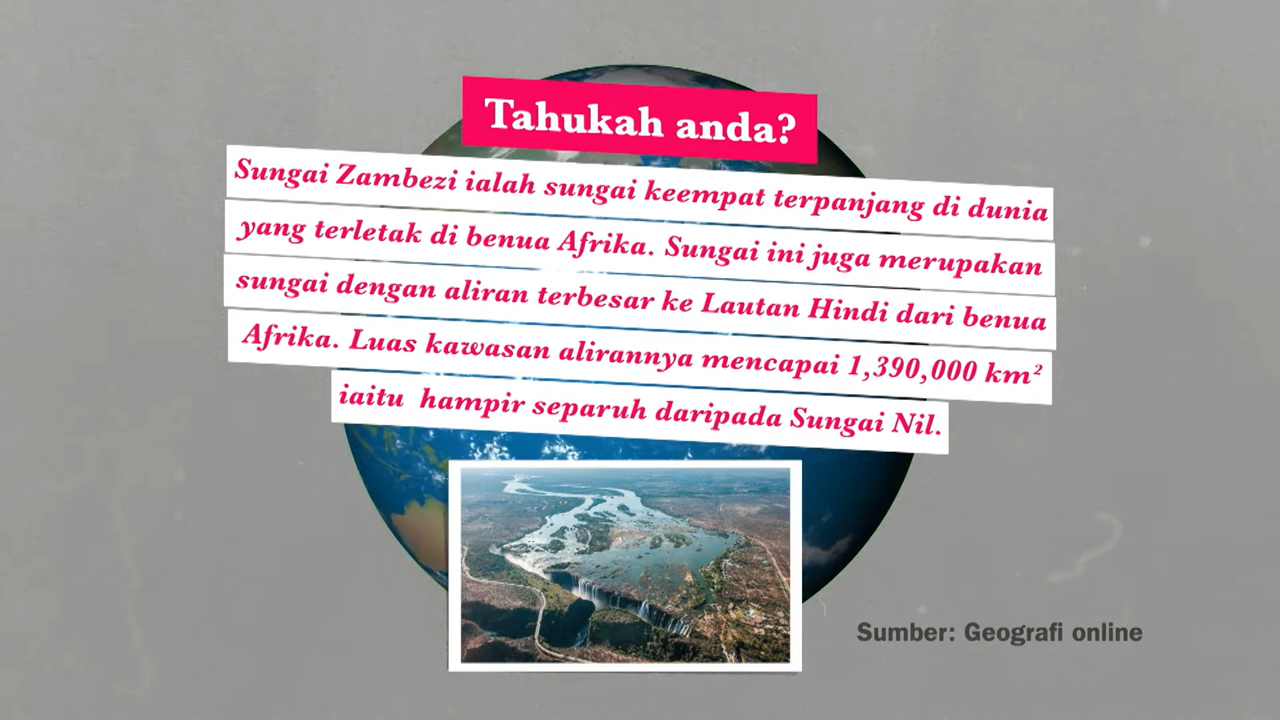 Tahukah anda?
Sungai Zambezi ialah sungai keempat terpanjang di dunia
yang terletak di benua Afrika. Sungai ini juga merupakan
sungai dengan aliran terbesar ke Lautan Hindi dari benua
Afrika. Luas kawasan alirannya mencapai 1,390,000 km²
iaitu hampir separuh daripada Sungai Nil.
Sumber: Geografi online